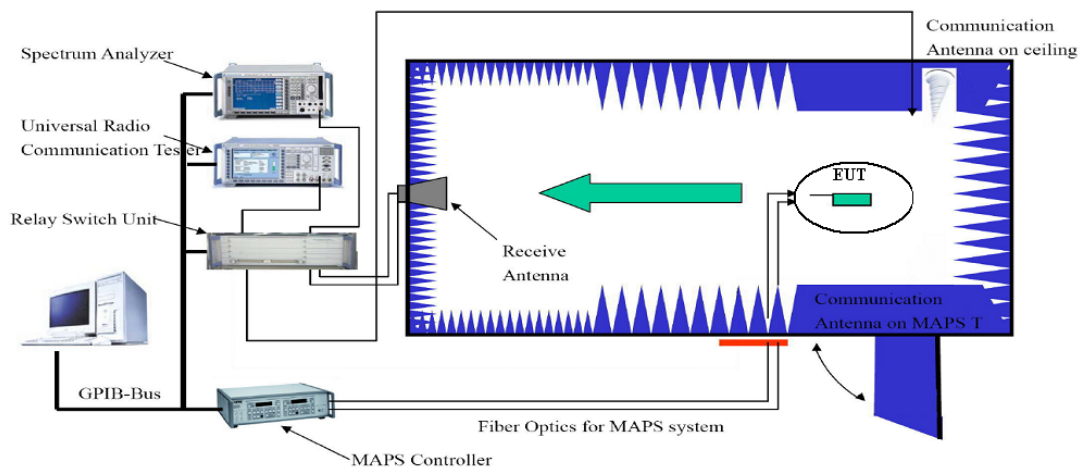 Communication
Antenna on ceiling
Spectrum Analyzer
Universal Radio
Communication Tester
EUT
Relay Switch Unit
Receive
Antenna
Communication
Antenna on MAPS T
GPIB-Bus
Fiber Optics for MAPS system
MAPS Controller